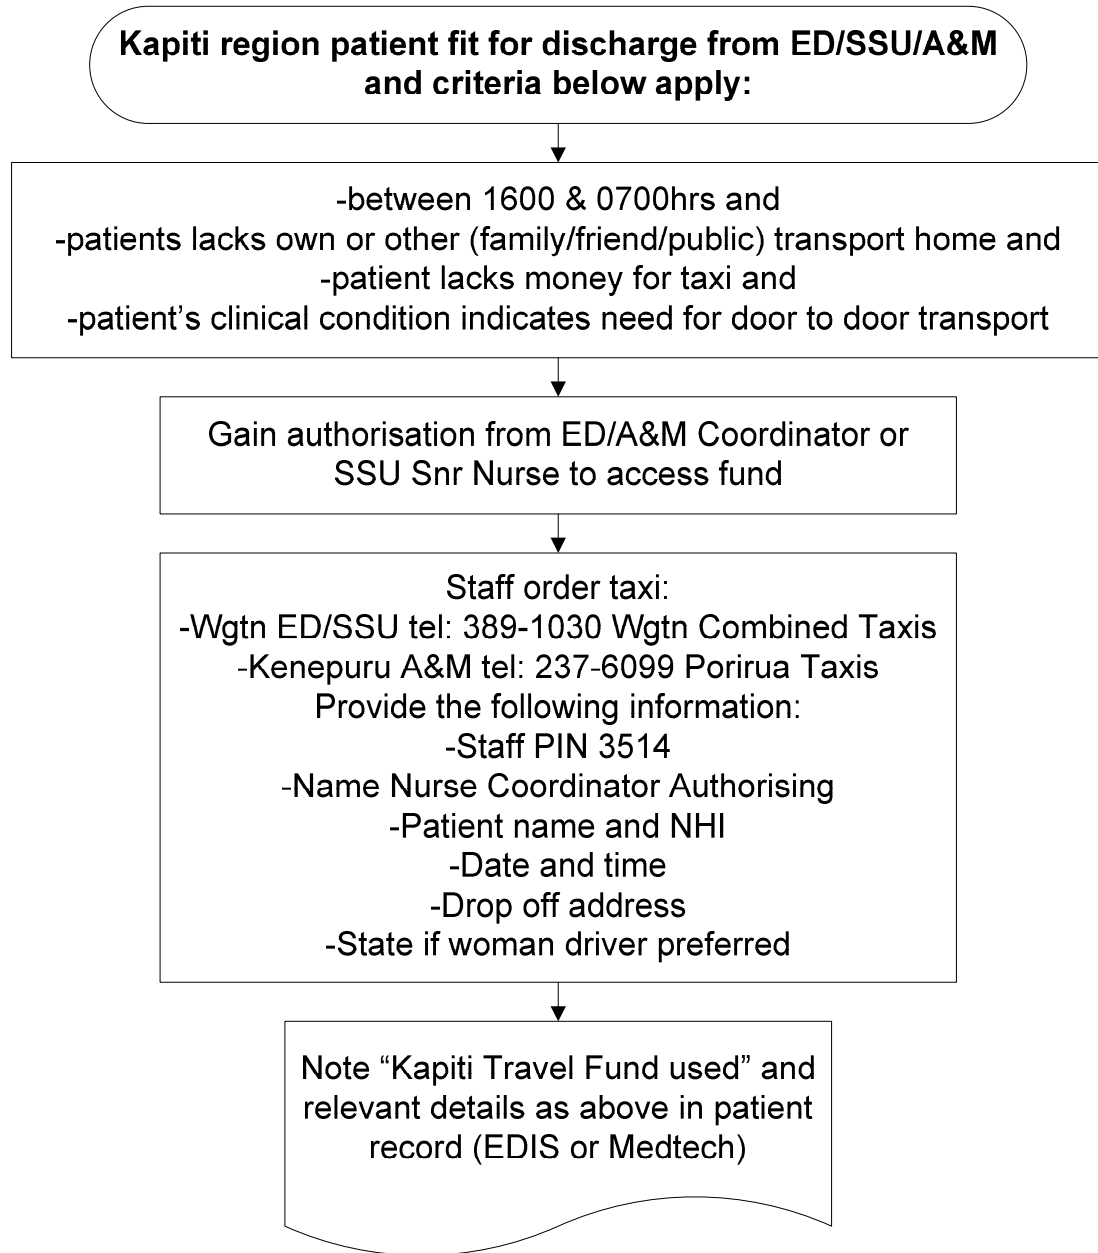 Kapiti region patient fit for discharge from ED/SSU/A&M
and criteria below apply:
-between 1600 & 0700hrs and
-patients lacks own or other (family/friend/public) transport home and
-patient lacks money for taxi and
-patient’s clinical condition indicates need for door to door transport
Gain authorisation from ED/A&M Coordinator or
SSU Snr Nurse to access fund
Staff order taxi:
-Wgtn ED/SSU tel: 389-1030 Wgtn Combined Taxis
-Kenepuru A&M tel: 237-6099 Porirua Taxis
Provide the following information:
-Staff PIN 3514
-Name Nurse Coordinator Authorising
-Patient name and NHI
-Date and time
-Drop off address
-State if woman driver preferred
Note “Kapiti Travel Fund used” and
relevant details as above in patient
record (EDIS or Medtech)